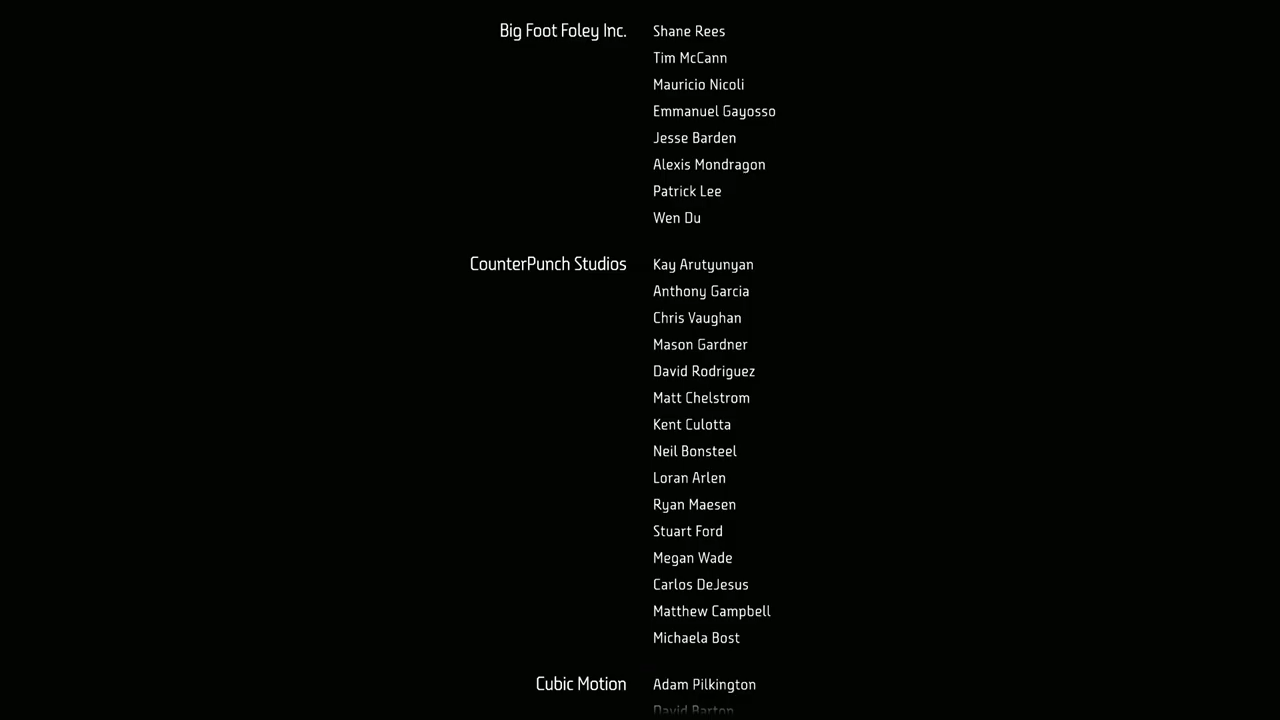 Big Foot Foley Inc. Shane Rees
Tim McCann
Mauricio Nicoli
Emmanuel Gayosso
Jesse Barden
Alexis Mondragon
Patrick Lee
Wen Du
CounterPunch Studios Kay Arutyunyan
Anthony Garcia
Chris Vaughan
Mason Gardner
David Rodriguez
Matt Chelstrom
Kent Culotta
Neil Bonsteel
Loran Arlen
Ryan Maesen
Stuart Ford
Megan Wade
Carlos DeJesus
Matthew Campbell
Michaela Bost
Cubic Motion Adam Pilkington
David Barton